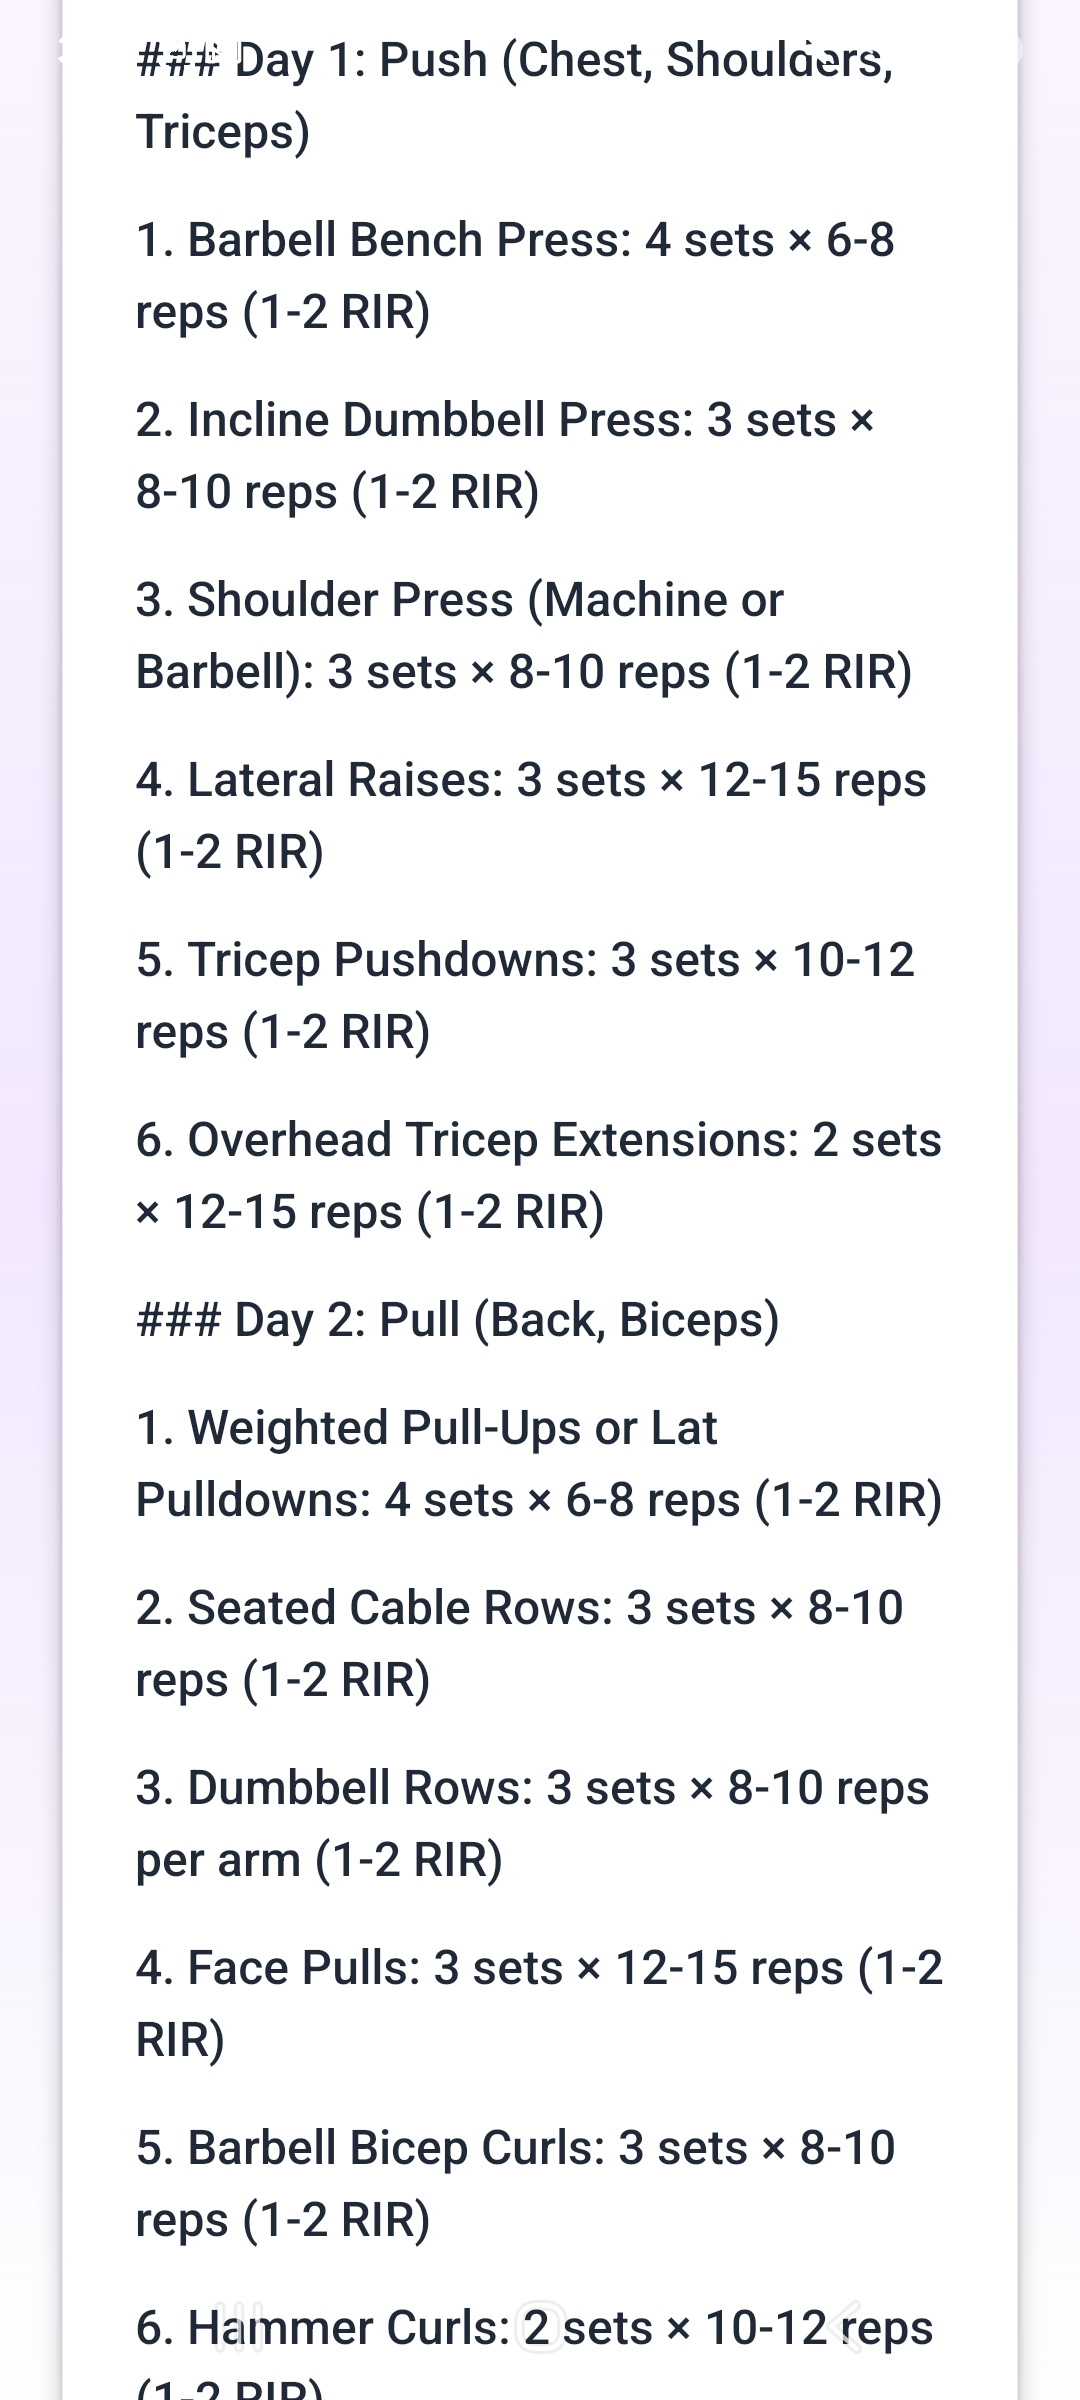 ### Day 1: Push (Chest, Shoulders,
Triceps)
1. Barbell Bench Press: 4 sets × 6-8
reps (1-2 RIR)
2. Incline Dumbbell Press: 3 sets ×
8-10 reps (1-2 RIR)
3. Shoulder Press (Machine or
Barbell): 3 sets × 8-10 reps (1-2 RIR)
4. Lateral Raises: 3 sets × 12-15 reps
(1-2 RIR)
5. Tricep Pushdowns: 3 sets × 10-12
reps (1-2 RIR)
6. Overhead Tricep Extensions: 2 sets
× 12-15 reps (1-2 RIR)
### Day 2: Pull (Back, Biceps)
1. Weighted Pull-Ups or Lat
Pulldowns: 4 sets × 6-8 reps (1-2 RIR)
2. Seated Cable Rows: 3 sets × 8-10
reps (1-2 RIR)
3. Dumbbell Rows: 3 sets × 8-10 reps
per arm (1-2 RIR)
4. Face Pulls: 3 sets × 12-15 reps (1-2
RIR)
5. Barbell Bicep Curls: 3 sets × 8-10
reps (1-2 RIR)
6. Hammer Curls: 2 sets × 10-12 reps
(1-2 RIR)